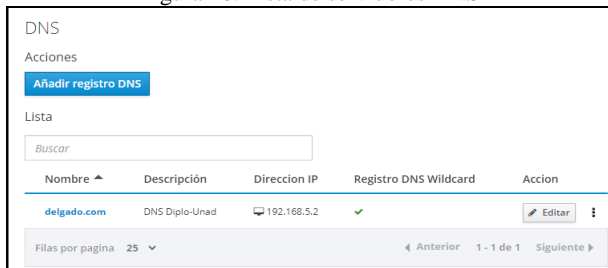 DNS
Acciones
Añadir registro DNS
Lista
Buscar
Nombre Descripción Direccion IP Registro DNS Wildcard Accion
delgado.com DNS Diplo-Unad 192.168.5.2 Editar
Filas por pagina 25 Anterior 1 - 1 de 1 Siguiente